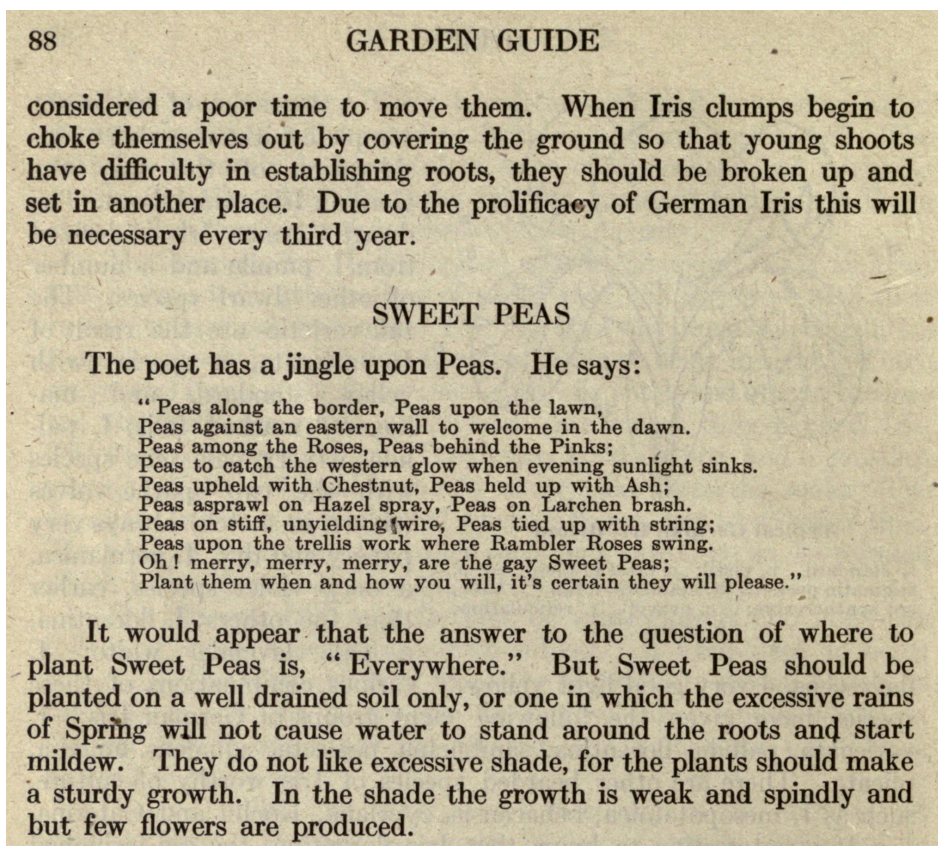 88 GARDEN GUIDE
considered a poor time to move them. When Iris clumps begin to
choke themselves out by covering the ground so that young shoots
have difficulty in establishing roots, they should be broken up and
set in another place. Due to the prolificacy of German Iris this will
be necessary every third year.
SWEET PEAS
The poet has a jingle upon Peas. He says:
“ Peas along the border, Peas upon the lawn,
Peas against an eastern wall to welcome in the dawn.
Peas among the Roses, Peas behind the Pinks;
Peas to catch the western glow when evening sunlight sinks.
Peas upheld with Chestnut, Peas held up with Ash;
Peas asprawl on Hazel spray, Peas on Larchen brash.
Peas on stiff, unyielding wire, Peas tied up with string;
Peas upon the trellis work where Rambler Roses swing.
Oh! merry, merry, merry, are the gay Sweet Peas;
Plant them when and how you will, it's certain they will please.”
It would appear that the answer to the question of where to
plant Sweet Peas is, “ Everywhere.” But Sweet Peas should be
planted on a well drained soil only, or one in which the excessive rains
of Spring will not cause water to stand around the roots and start
mildew. They do not like excessive shade, for the plants should make
a sturdy growth. In the shade the growth is weak and spindly and
but few flowers are produced.